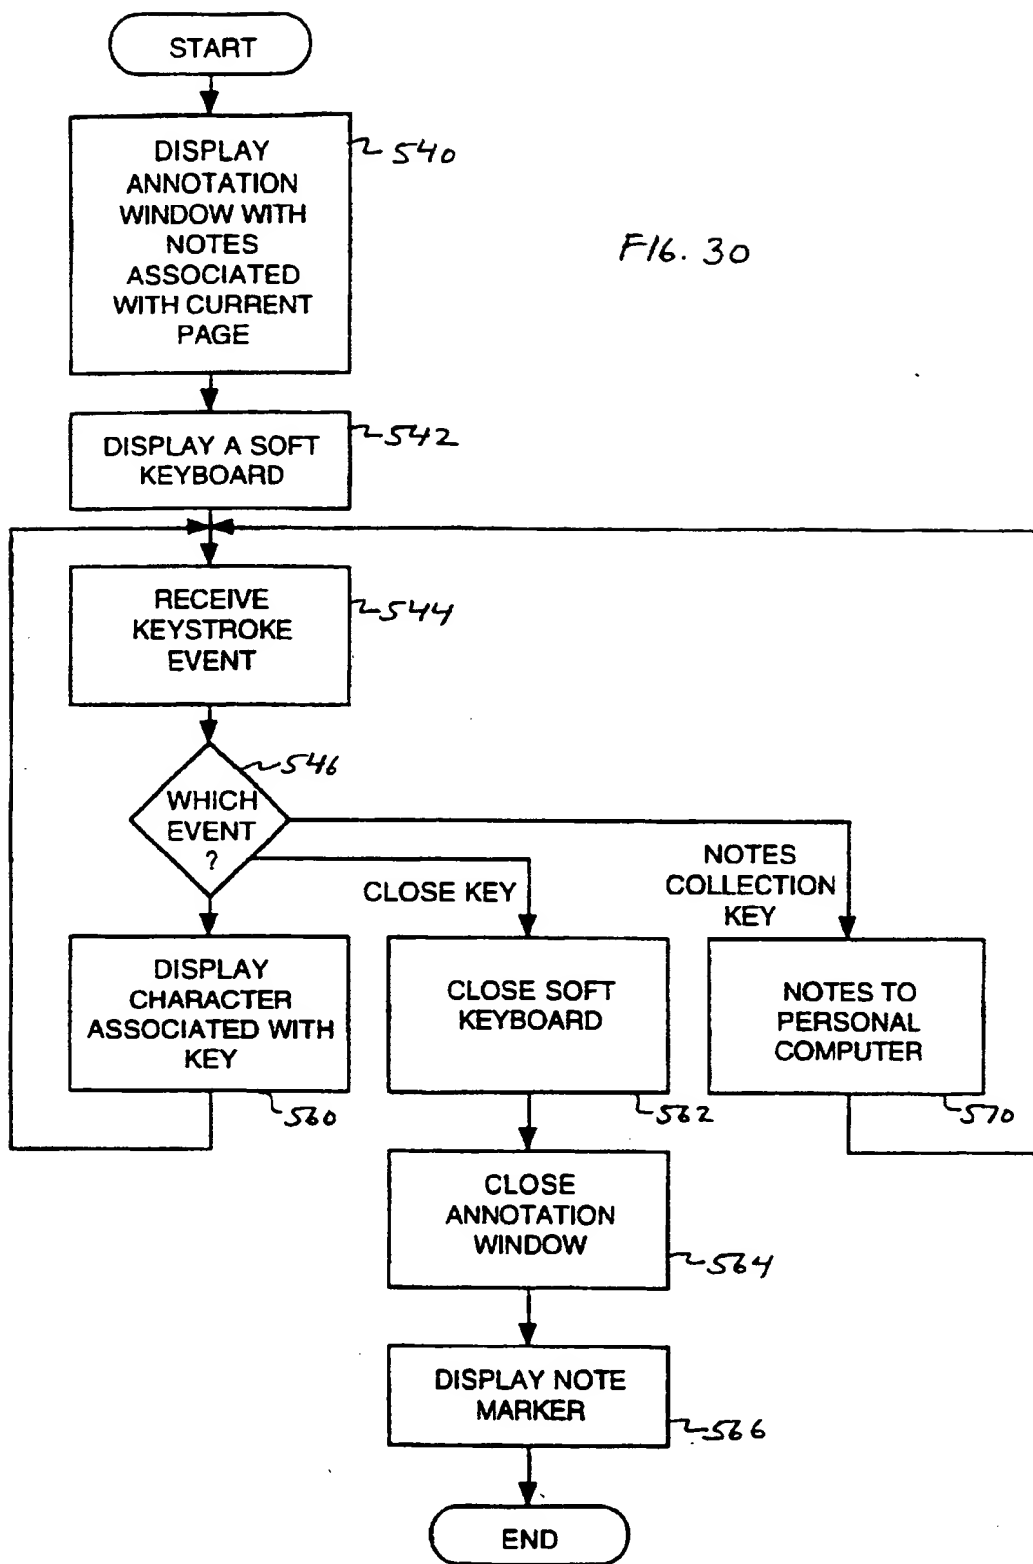 START
DISPLAY
ANNOTATION
WINDOW WITH
NOTES
ASSOCIATED
WITH CURRENT
PAGE
540
FIG. 30
DISPLAY A SOFT
KEYBOARD
542
RECEIVE
KEYSTROKE
EVENT
544
WHICH
EVENT
?
546
CLOSE KEY
NOTES
COLLECTION
KEY
DISPLAY
CHARACTER
ASSOCIATED WITH
KEY
560
CLOSE SOFT
KEYBOARD
562
NOTES TO
PERSONAL
COMPUTER
570
CLOSE
ANNOTATION
WINDOW
564
DISPLAY NOTE
MARKER
566
END